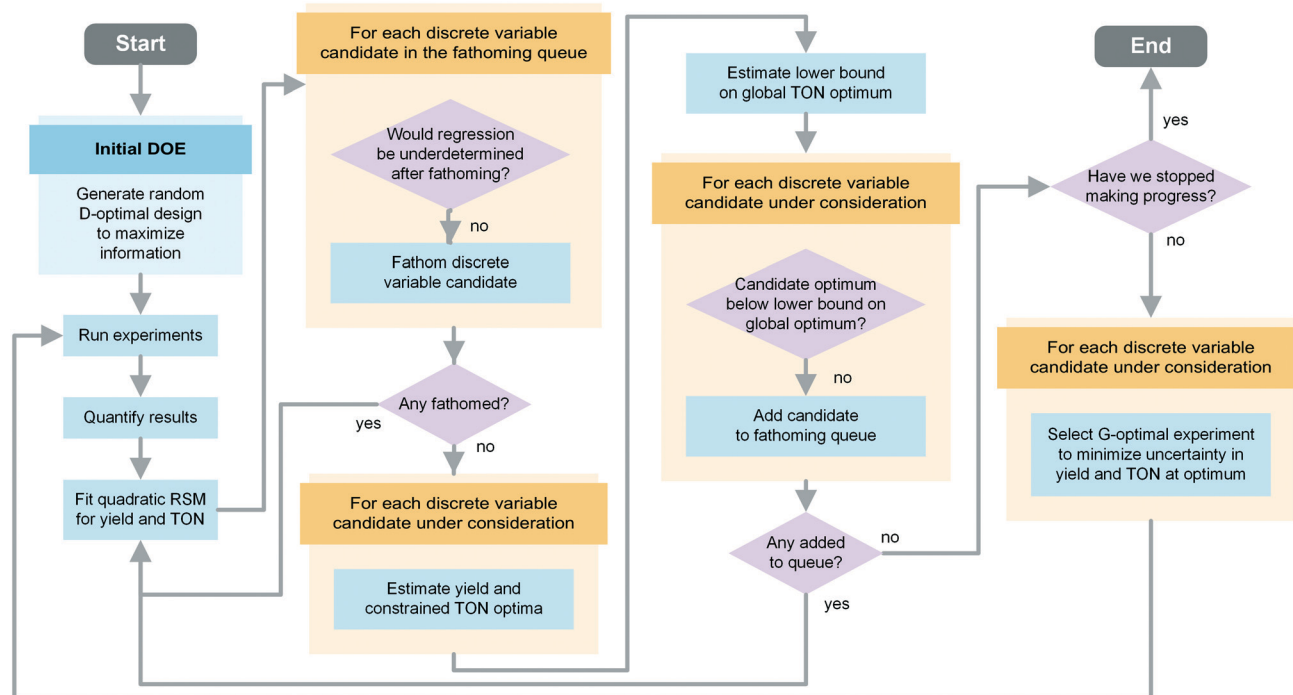 Start
Initial DOE
Generate random
D-optimal design
to maximize
information
Run experiments
Quantify results
Fit quadratic RSM
for yield and TON
For each discrete variable
candidate in the fathoming queue
Would regression
be underdetermined
after fathoming?
no
Fathom discrete
variable candidate
Any fathomed?
yes
no
For each discrete variable
candidate under consideration
Estimate yield and
constrained TON optima
Estimate lower bound
on global TON optimum
For each discrete variable
candidate under consideration
Candidate optimum
below lower bound on
global optimum?
no
Add candidate
to fathoming queue
Any added
to queue?
no
yes
End
yes
Have we stopped
making progress?
no
For each discrete variable
candidate under consideration
Select G-optimal experiment
to minimize uncertainty in
yield and TON at optimum